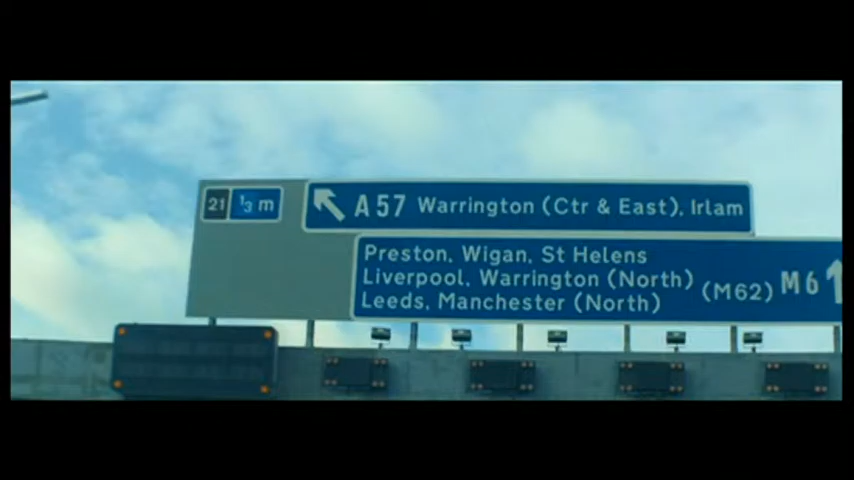 21 1/3 m
A57 Warrington (Ctr & East), Irlam
Preston, Wigan, St Helens
Liverpool, Warrington (North)
Leeds, Manchester (North)
(M62) M6